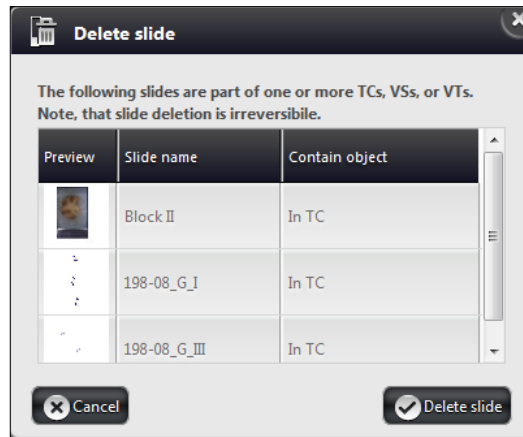 Delete slide
The following slides are part of one or more TCs, VSs, or VTs.
Note, that slide deletion is irreversibile.
Preview Slide name Contain object
Block II In TC
198-08_G_I In TC
198-08_G_III In TC
Cancel Delete slide